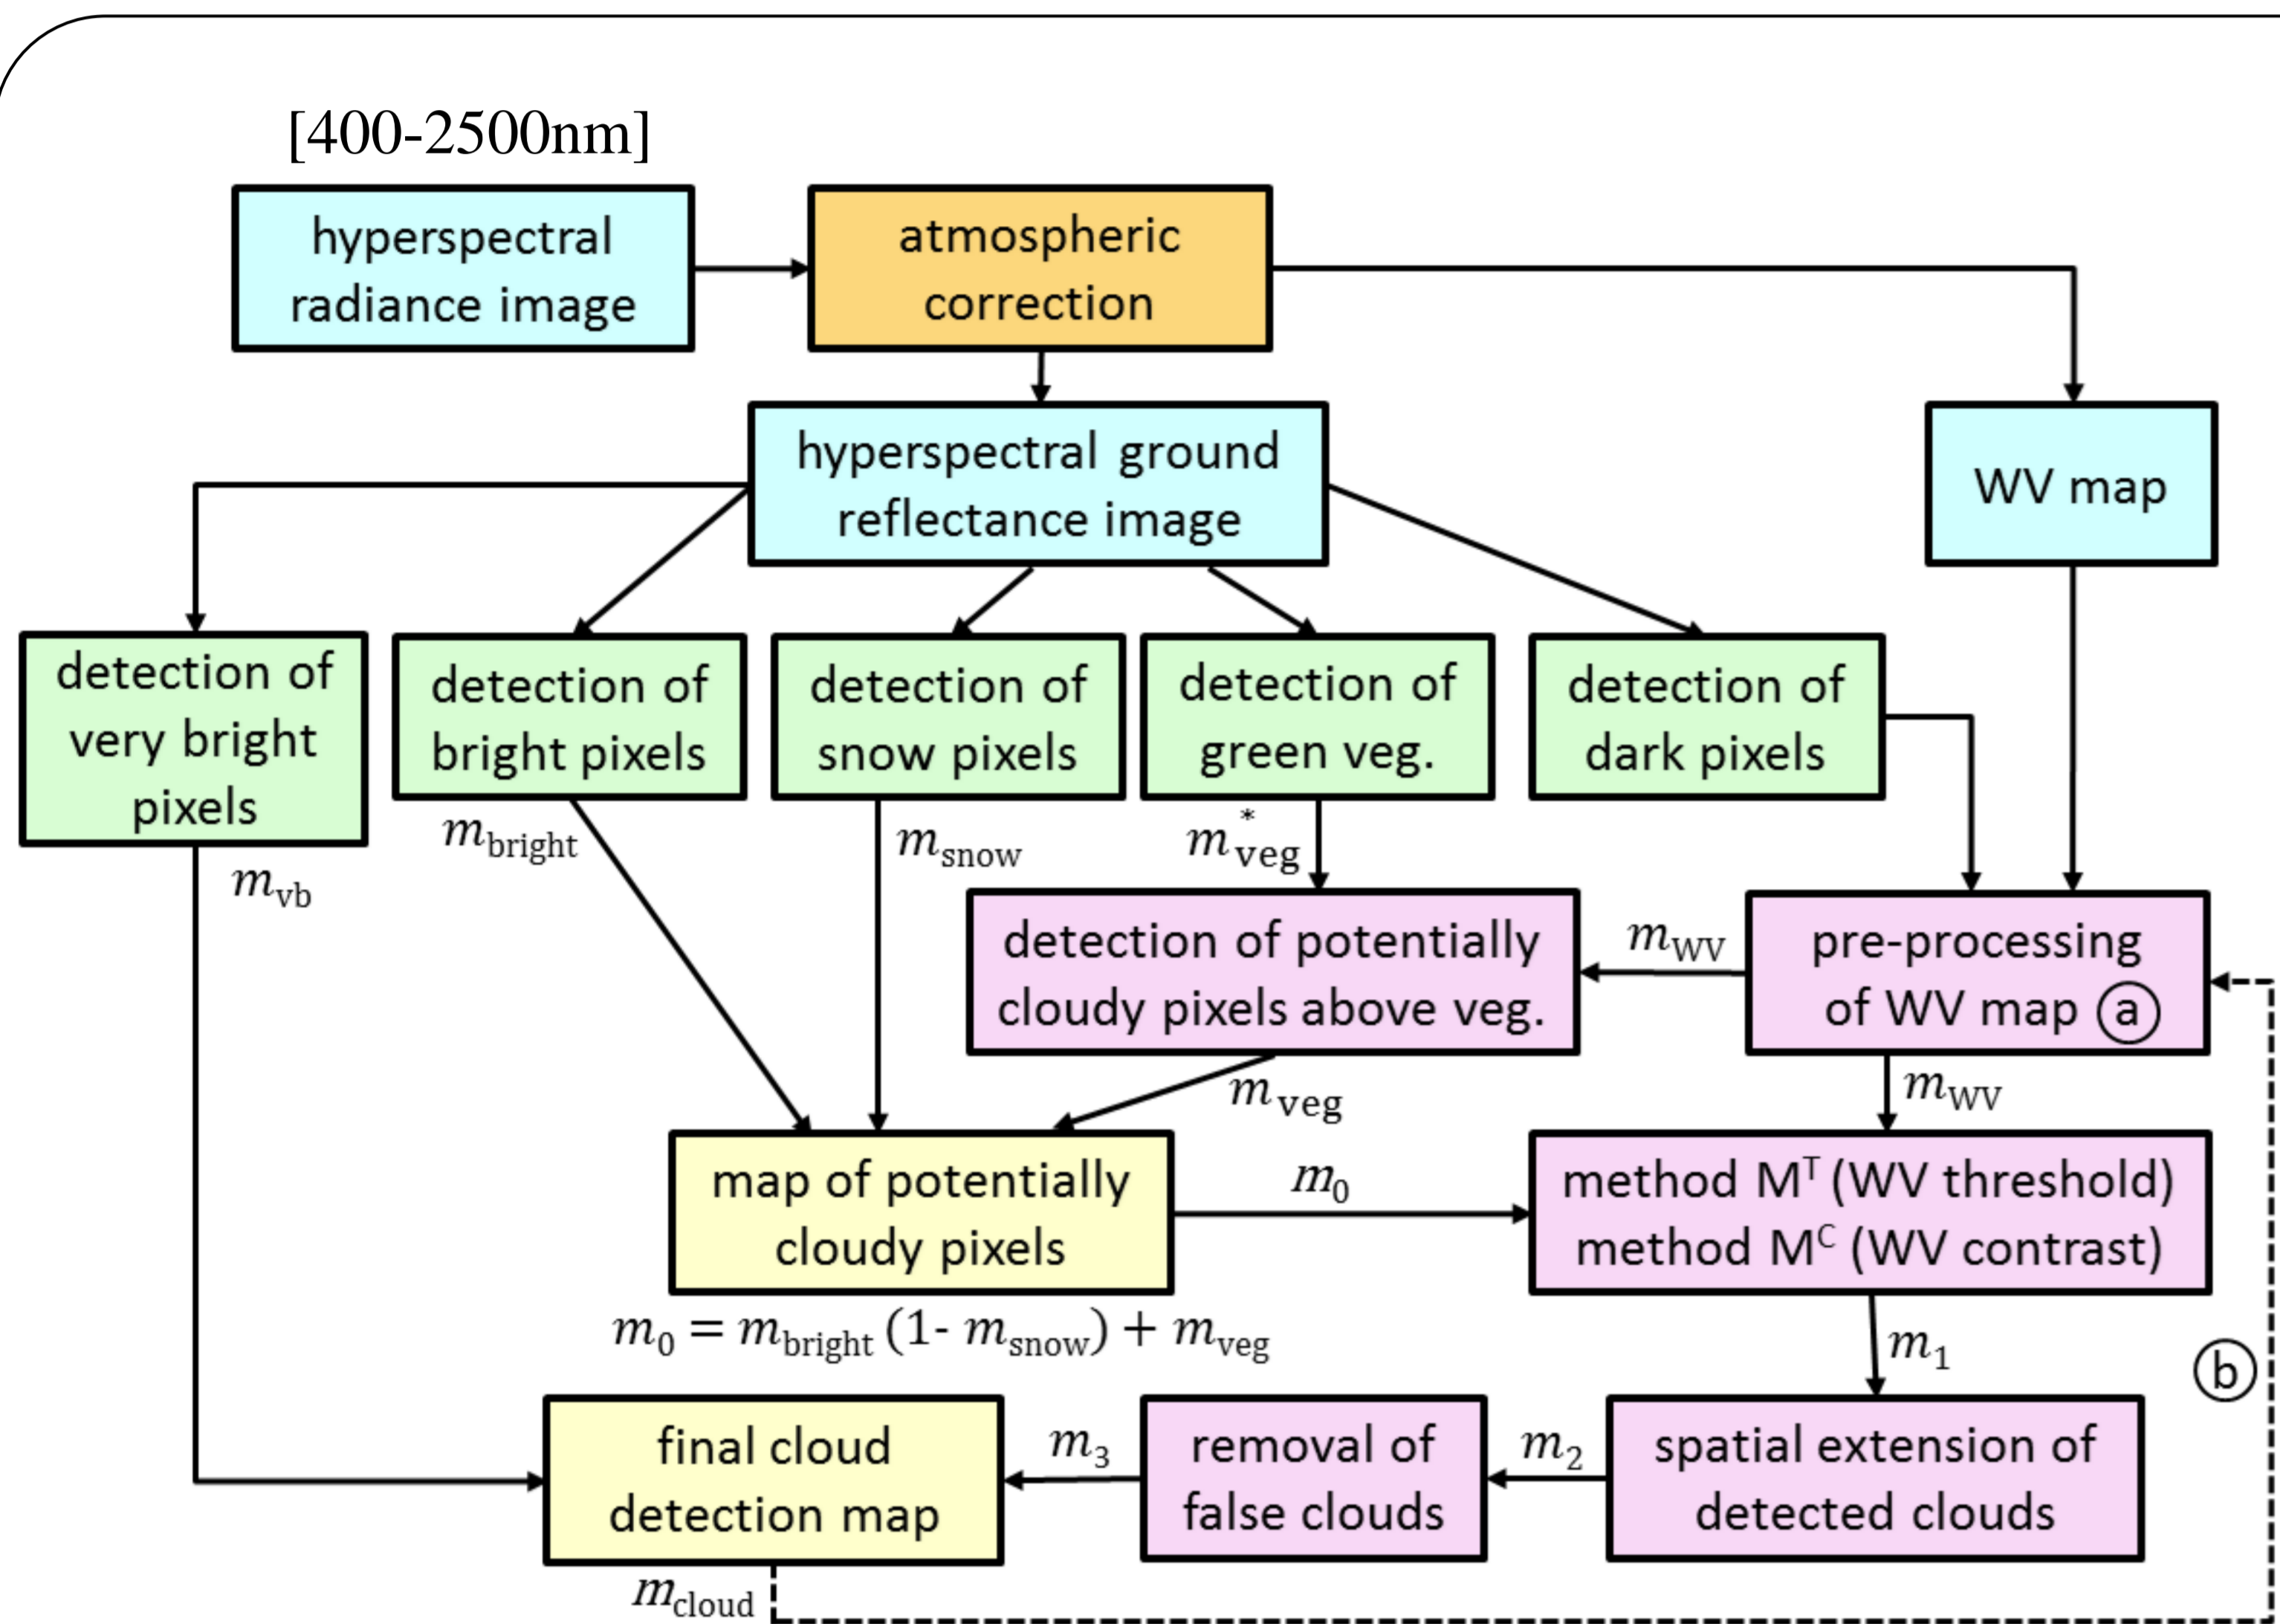 [400-2500nm]
hyperspectral
radiance image
atmospheric
correction
hyperspectral ground
reflectance image
WV map
detection of
very bright
pixels
detection of
bright pixels
detection of
snow pixels
detection of
green veg.
detection of
dark pixels
m_vb
m_bright
m_snow
m*_veg
detection of potentially
cloudy pixels above veg.
m_WV
pre-processing
of WV map ⓐ
m_veg
m_WV
map of potentially
cloudy pixels
m_0
method M^T (WV threshold)
method M^C (WV contrast)
m_0 = m_bright (1- m_snow) + m_veg
m_1
ⓑ
final cloud
detection map
m_3
removal of
false clouds
m_2
spatial extension of
detected clouds
m_cloud